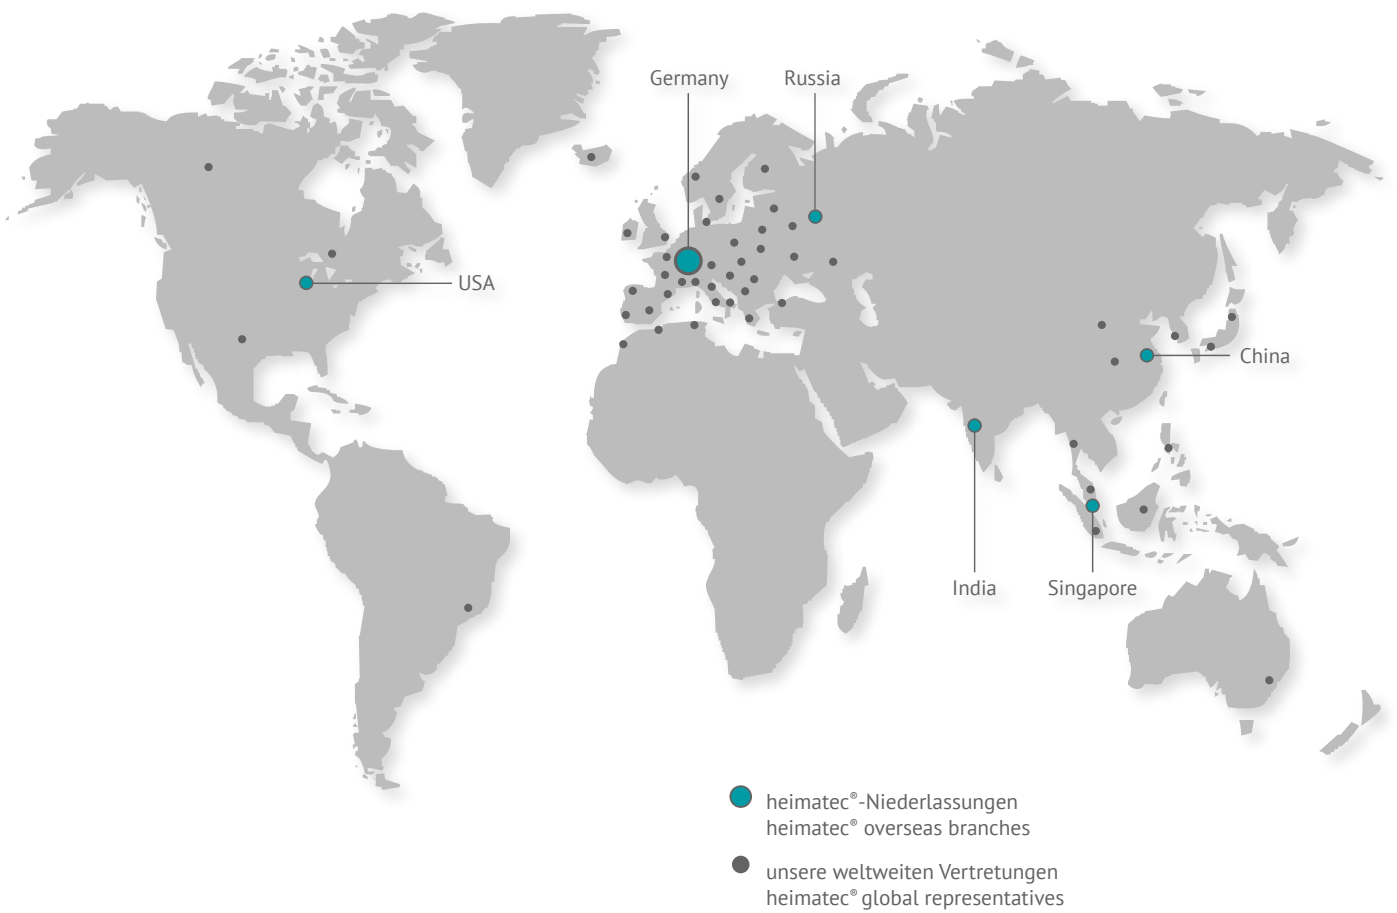 Germany
Russia
USA
China
India
Singapore
heimatec®-Niederlassungen
heimatec® overseas branches
unsere weltweiten Vertretungen
heimatec® global representatives